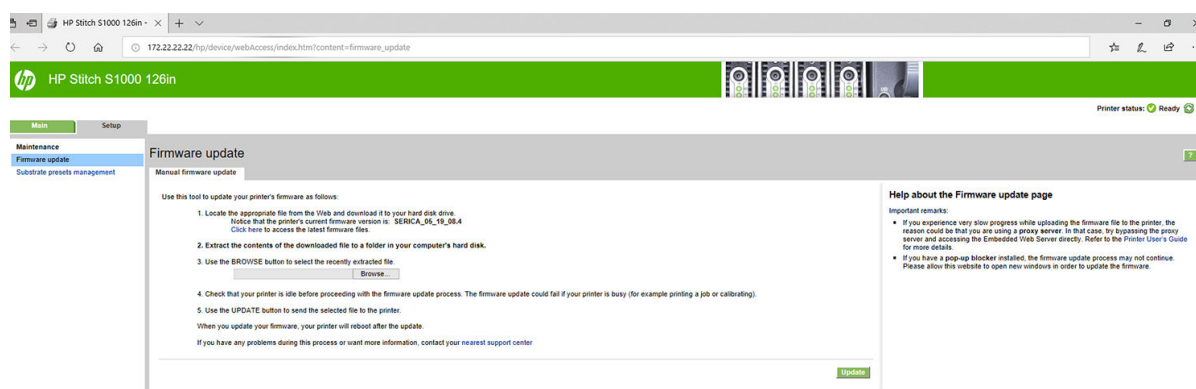 HP Stitch S1000 126in -
172.22.22.22/hp/device/webAccess/index.htm?content=firmware_update
hp HP Stitch S1000 126in
Printer status: Ready
Main Setup
Maintenance
Firmware update
Substrate presets management
Firmware update
?
Manual firmware update
Use this tool to update your printer's firmware as follows:
1. Locate the appropriate file from the Web and download it to your hard disk drive.
Notice that the printer's current firmware version is: SERICA_05_19_08.4
Click here to access the latest firmware files.
2. Extract the contents of the downloaded file to a folder in your computer's hard disk.
3. Use the BROWSE button to select the recently extracted file.
Browse...
4. Check that your printer is idle before proceeding with the firmware update process. The firmware update could fail if your printer is busy (for example printing a job or calibrating).
5. Use the UPDATE button to send the selected file to the printer.
When you update your firmware, your printer will reboot after the update.
If you have any problems during this process or want more information, contact your nearest support center
Update
Help about the Firmware update page
Important remarks:
If you experience very slow progress while uploading the firmware file to the printer, the
reason could be that you are using a proxy server. In that case, try bypassing the proxy
server and accessing the Embedded Web Server directly. Refer to the Printer User's Guide
for more details.
If you have a pop-up blocker installed, the firmware update process may not continue.
Please allow this website to open new windows in order to update the firmware.